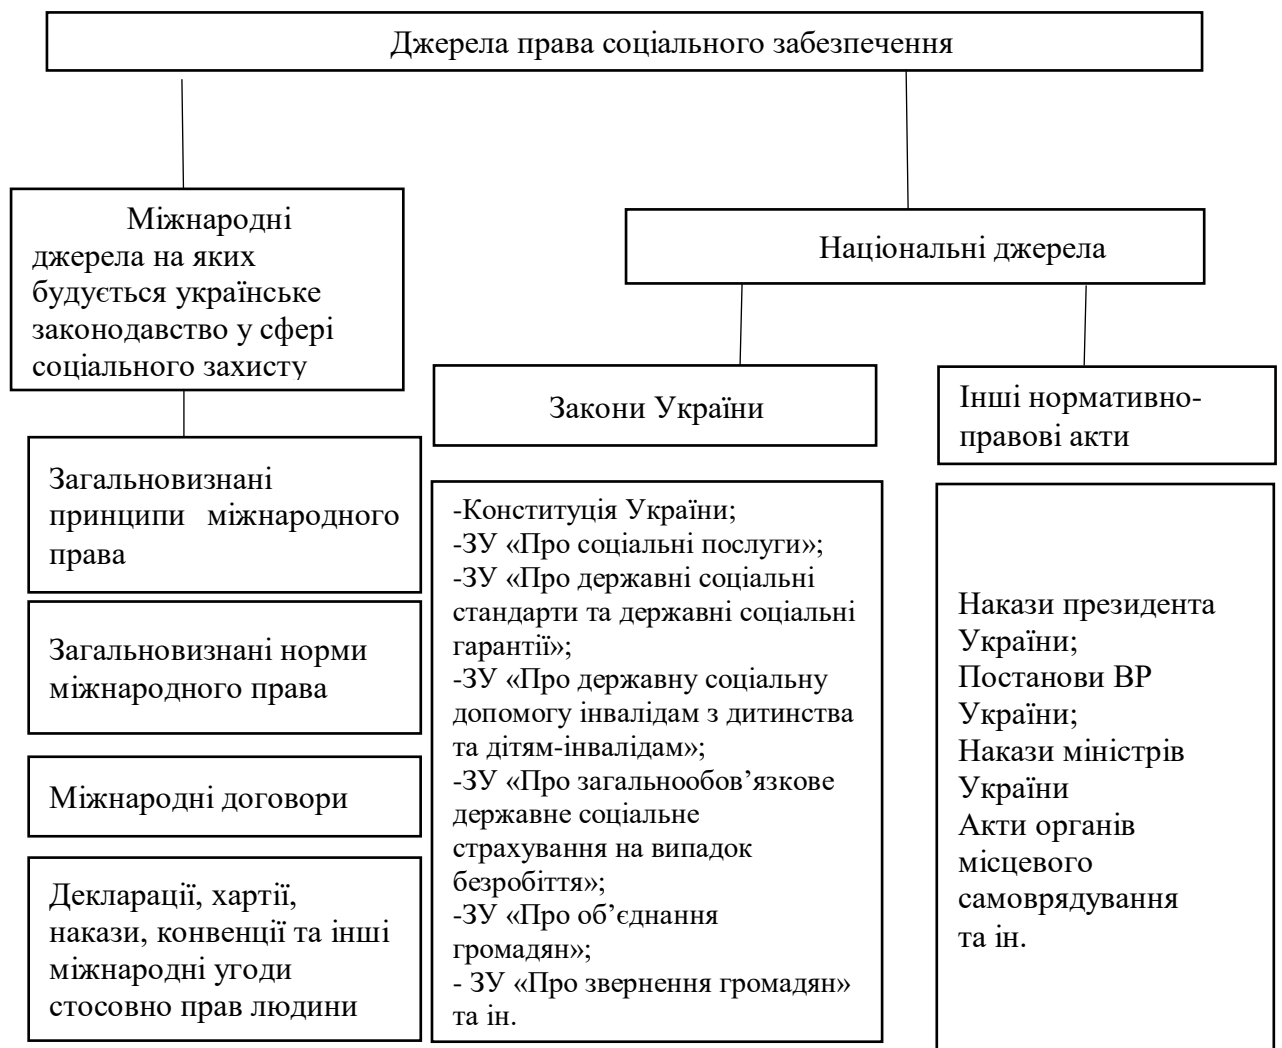 Джерела права соціального забезпечення
Міжнародні
джерела на яких
будується українське
законодавство у сфері
соціального захисту
Загальновизнані
принципи міжнародного
права
Загальновизнані норми
міжнародного права
Міжнародні договори
Декларації, хартії,
накази, конвенції та інші
міжнародні угоди
стосовно прав людини
Національні джерела
Закони України
-Конституція України;
-ЗУ «Про соціальні послуги»;
-ЗУ «Про державні соціальні
стандарти та державні соціальні
гарантії»;
-ЗУ «Про державну соціальну
допомогу інвалідам з дитинства
та дітям-інвалідам»;
-ЗУ «Про загальнообов’язкове
державне соціальне
страхування на випадок
безробіття»;
-ЗУ «Про об’єднання
громадян»;
- ЗУ «Про звернення громадян»
та ін.
Інші нормативно-
правові акти
Накази президента
України;
Постанови ВР
України;
Накази міністрів
України
Акти органів
місцевого
самоврядування
та ін.